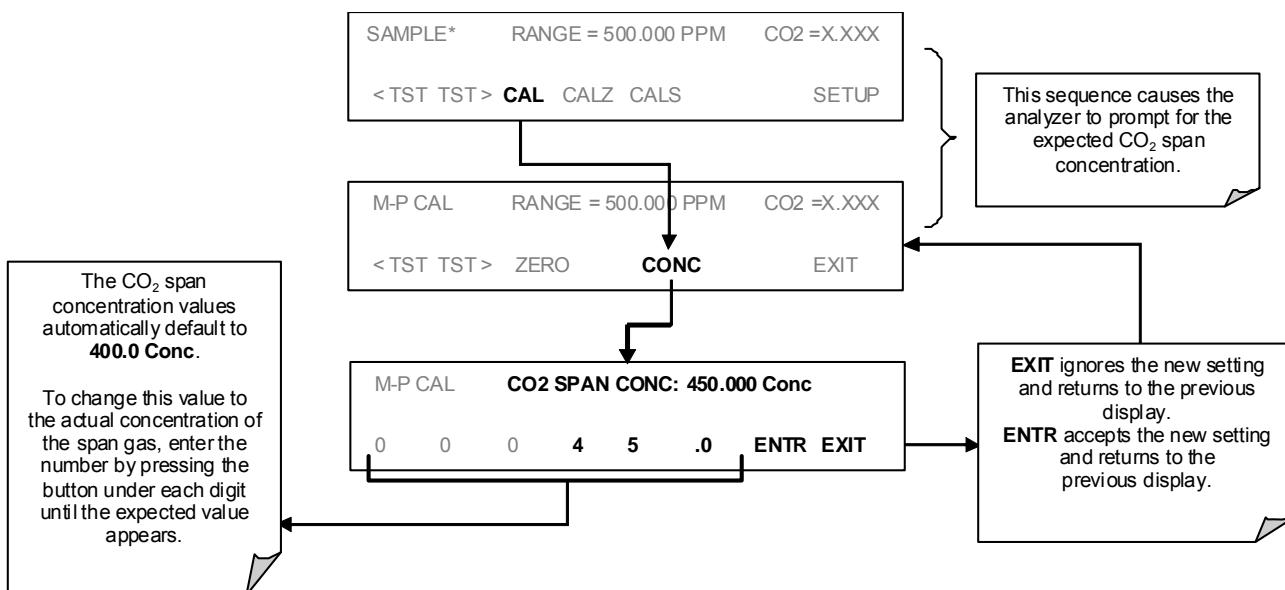 SAMPLE* RANGE = 500.000 PPM CO2 =X.XXX
< TST TST > CAL CALZ CALS SETUP
This sequence causes the
analyzer to prompt for the
expected CO₂ span
concentration.
M-P CAL RANGE = 500.000 PPM CO2 =X.XXX
< TST TST > ZERO CONC EXIT
The CO₂ span
concentration values
automatically default to
400.0 Conc.
To change this value to
the actual concentration of
the span gas, enter the
number by pressing the
button under each digit
until the expected value
appears.
M-P CAL CO2 SPAN CONC: 450.000 Conc
0 0 0 4 5 .0 ENTR EXIT
EXIT ignores the new setting
and returns to the previous
display.
ENTR accepts the new setting
and returns to the
previous display.